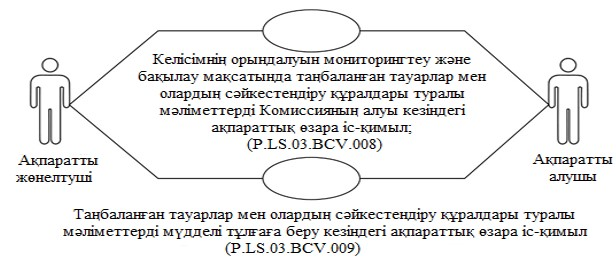 Келісімнің орындалуын мониторингтеу және
бақылау мақсатында таңбаланған тауарлар мен
олардың сәйкестендіру құралдары туралы
мәліметтерді Комиссияның алуы кезіндегі
ақпараттық өзара іс-қимыл;
(P.LS.03.BCV.008)
Ақпаратты
жөнелтуші
Ақпаратты
алушы
Таңбаланған тауарлар мен олардың сәйкестендіру құралдары туралы
мәліметтерді мүдделі тұлғаға беру кезіндегі ақпараттық өзара іс-қимыл
(P.LS.03.BCV.009)